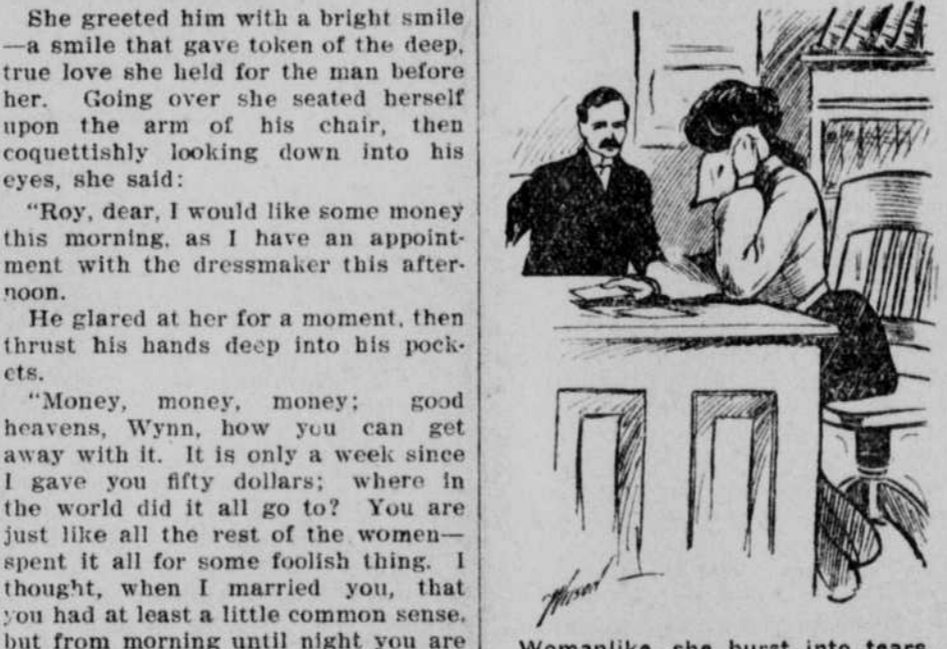 She greeted him with a bright smile
—a smile that gave token of the deep,
true love she held for the man before
her. Going over she seated herself
upon the arm of his chair, then
coquettishly looking down into his
eyes, she said:
"Roy, dear, I would like some money
this morning, as I have an appoint-
ment with the dressmaker this after-
noon.
He glared at her for a moment, then
thrust his hands deep into his pock-
ets.
"Money, money, money; good
heavens, Wynn, how you can get
away with it. It is only a week since
I gave you fifty dollars; where in
the world did it all go to? You are
just like all the rest of the women—
spent it all for some foolish thing. I
thought, when I married you, that
you had at least a little common sense,
but from morning until night you are
Womanlike, she burst into tears